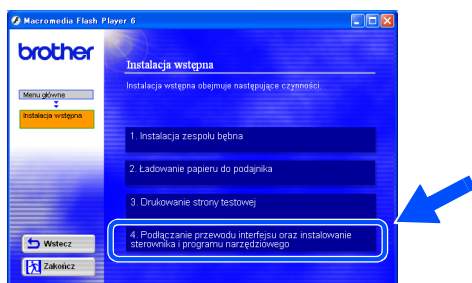 Macromedia Flash Player 6
brother
Instalacja wstępna
Instalacja wstępna obejmuje następujące czynności.
Menu główne
Instalacja wstępna
1. Instalacja zespołu bębna
2. Ładowanie papieru do podajnika
3. Drukowanie strony testowej
4. Podłączanie przewodu interfejsu oraz instalowanie
sterownika i programu narzędziowego
Wstecz
Zakończ